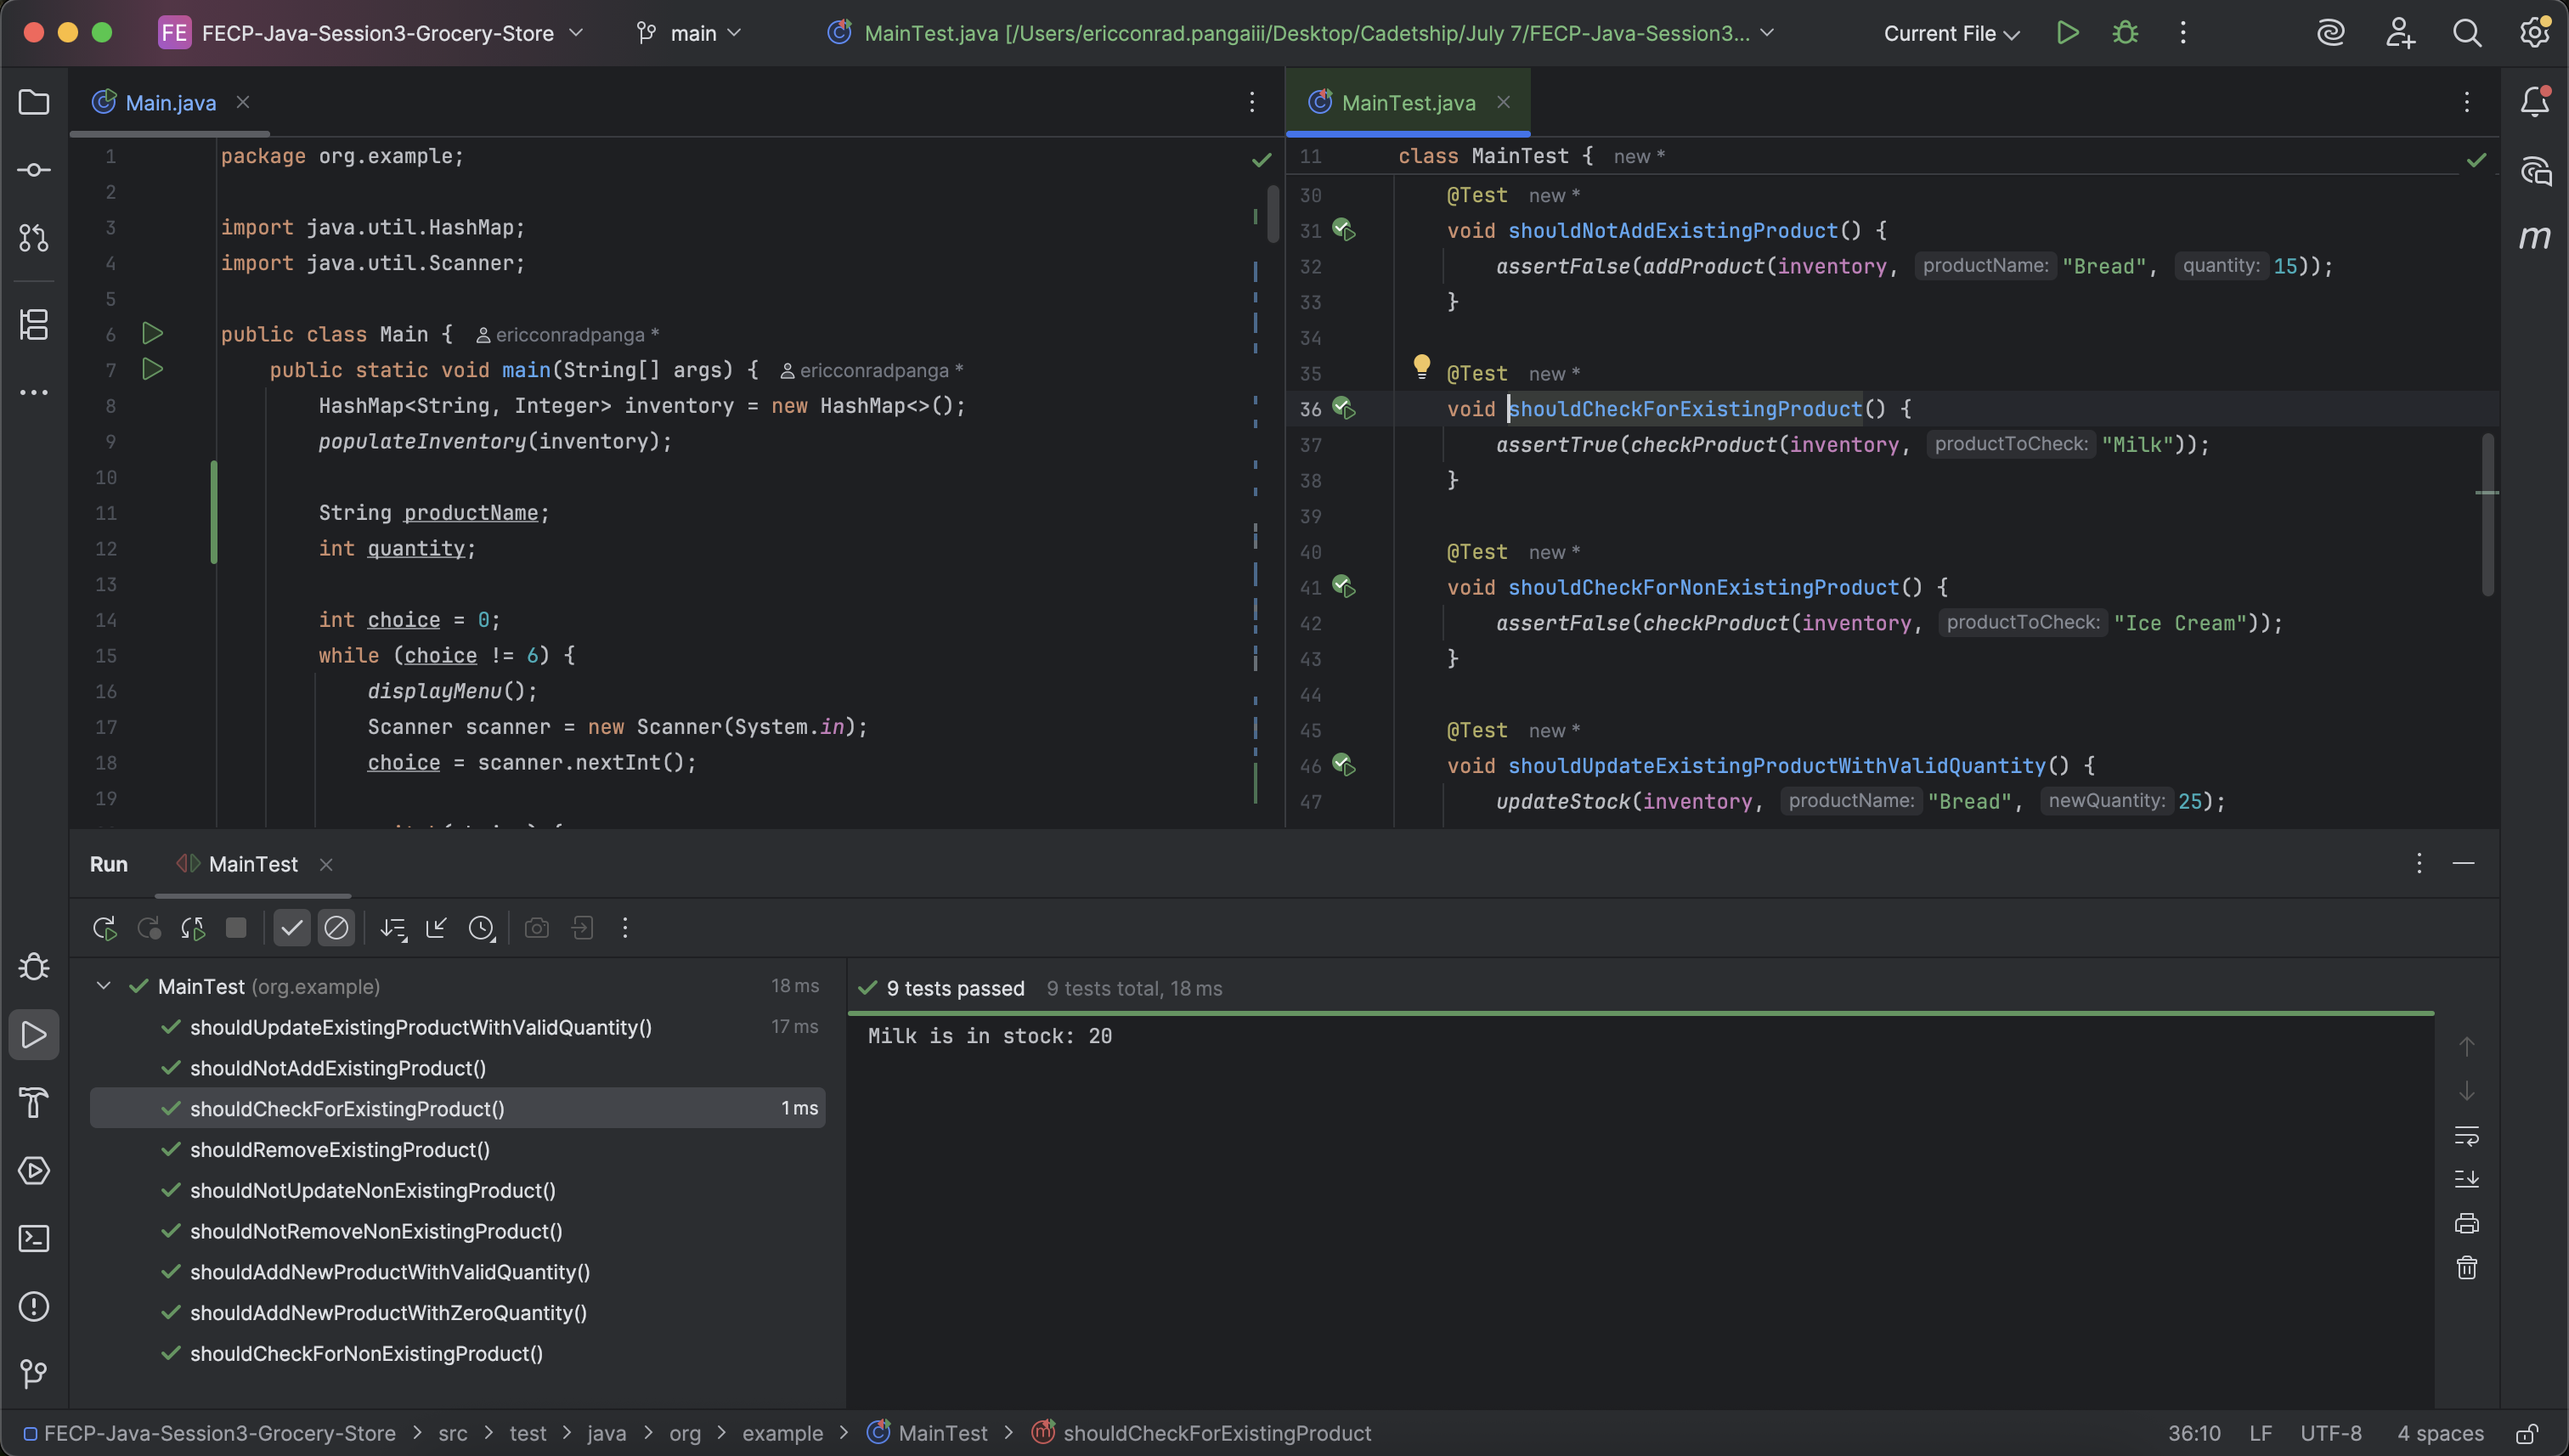 FE FECP-Java-Session3-Grocery-Store main MainTest.java [/Users/ericconrad.pangaiii/Desktop/Cadetship/July 7/FECP-Java-Session3... Current File
Main.java
1 package org.example;
2
3 import java.util.HashMap;
4 import java.util.Scanner;
5
6 public class Main { ericconradpanga *
7 public static void main(String[] args) { ericconradpanga *
8 HashMap<String, Integer> inventory = new HashMap<>();
9 populateInventory(inventory);
10
11 String productName;
12 int quantity;
13
14 int choice = 0;
15 while (choice != 6) {
16 displayMenu();
17 Scanner scanner = new Scanner(System.in);
18 choice = scanner.nextInt();
19
MainTest.java
11 class MainTest { new *
30 @Test new *
31 void shouldNotAddExistingProduct() {
32 assertFalse(addProduct(inventory, productName: "Bread", quantity: 15));
33 }
34
35 @Test new *
36 void shouldCheckForExistingProduct() {
37 assertTrue(checkProduct(inventory, productToCheck: "Milk"));
38 }
39
40 @Test new *
41 void shouldCheckForNonExistingProduct() {
42 assertFalse(checkProduct(inventory, productToCheck: "Ice Cream"));
43 }
44
45 @Test new *
46 void shouldUpdateExistingProductWithValidQuantity() {
47 updateStock(inventory, productName: "Bread", newQuantity: 25);
m
Run MainTest
MainTest (org.example) 18 ms
shouldUpdateExistingProductWithValidQuantity() 17 ms
shouldNotAddExistingProduct()
shouldCheckForExistingProduct() 1 ms
shouldRemoveExistingProduct()
shouldNotUpdateNonExistingProduct()
shouldNotRemoveNonExistingProduct()
shouldAddNewProductWithValidQuantity()
shouldAddNewProductWithZeroQuantity()
shouldCheckForNonExistingProduct()
9 tests passed 9 tests total, 18 ms
Milk is in stock: 20
FECP-Java-Session3-Grocery-Store > src > test > java > org > example > MainTest > shouldCheckForExistingProduct 36:10 LF UTF-8 4 spaces